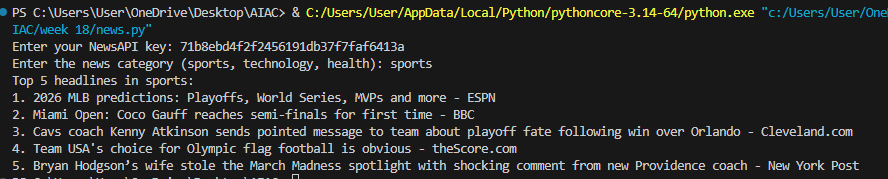 PS C:\Users\User\OneDrive\Desktop\AIAC> & C:/Users/User/AppData/Local/Python/pythoncore-3.14-64/python.exe "c:/Users/User/One
IAC/week 18/news.py"
Enter your NewsAPI key: 71b8ebd4f2f2456191db37f7faf6413a
Enter the news category (sports, technology, health): sports
Top 5 headlines in sports:
1. 2026 MLB predictions: Playoffs, World Series, MVPs and more - ESPN
2. Miami Open: Coco Gauff reaches semi-finals for first time - BBC
3. Cavs coach Kenny Atkinson sends pointed message to team about playoff fate following win over Orlando - Cleveland.com
4. Team USA's choice for Olympic flag football is obvious - theScore.com
5. Bryan Hodgson’s wife stole the March Madness spotlight with shocking comment from new Providence coach - New York Post